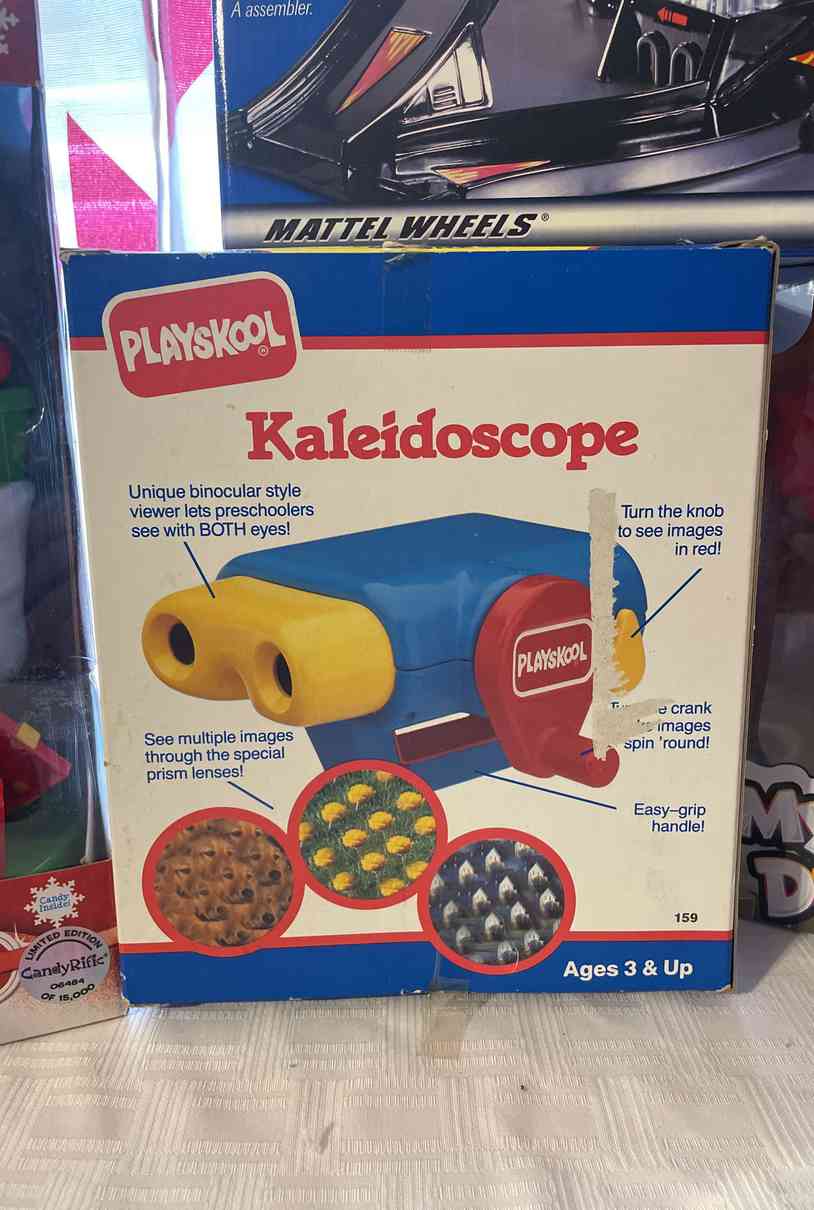 A assembler.
MATTEL WHEELS®
PLAYSKOOL®
Kaleidoscope
Unique binocular style
viewer lets preschoolers
see with BOTH eyes!
Turn the knob
to see images
in red!
PLAYSKOOL
crank
images
spin 'round!
See multiple images
through the special
prism lenses!
Easy–grip
handle!
159
Ages 3 & Up
Candy
Inside!
LIMITED EDITION
CandyRific
06484
OF 15,000